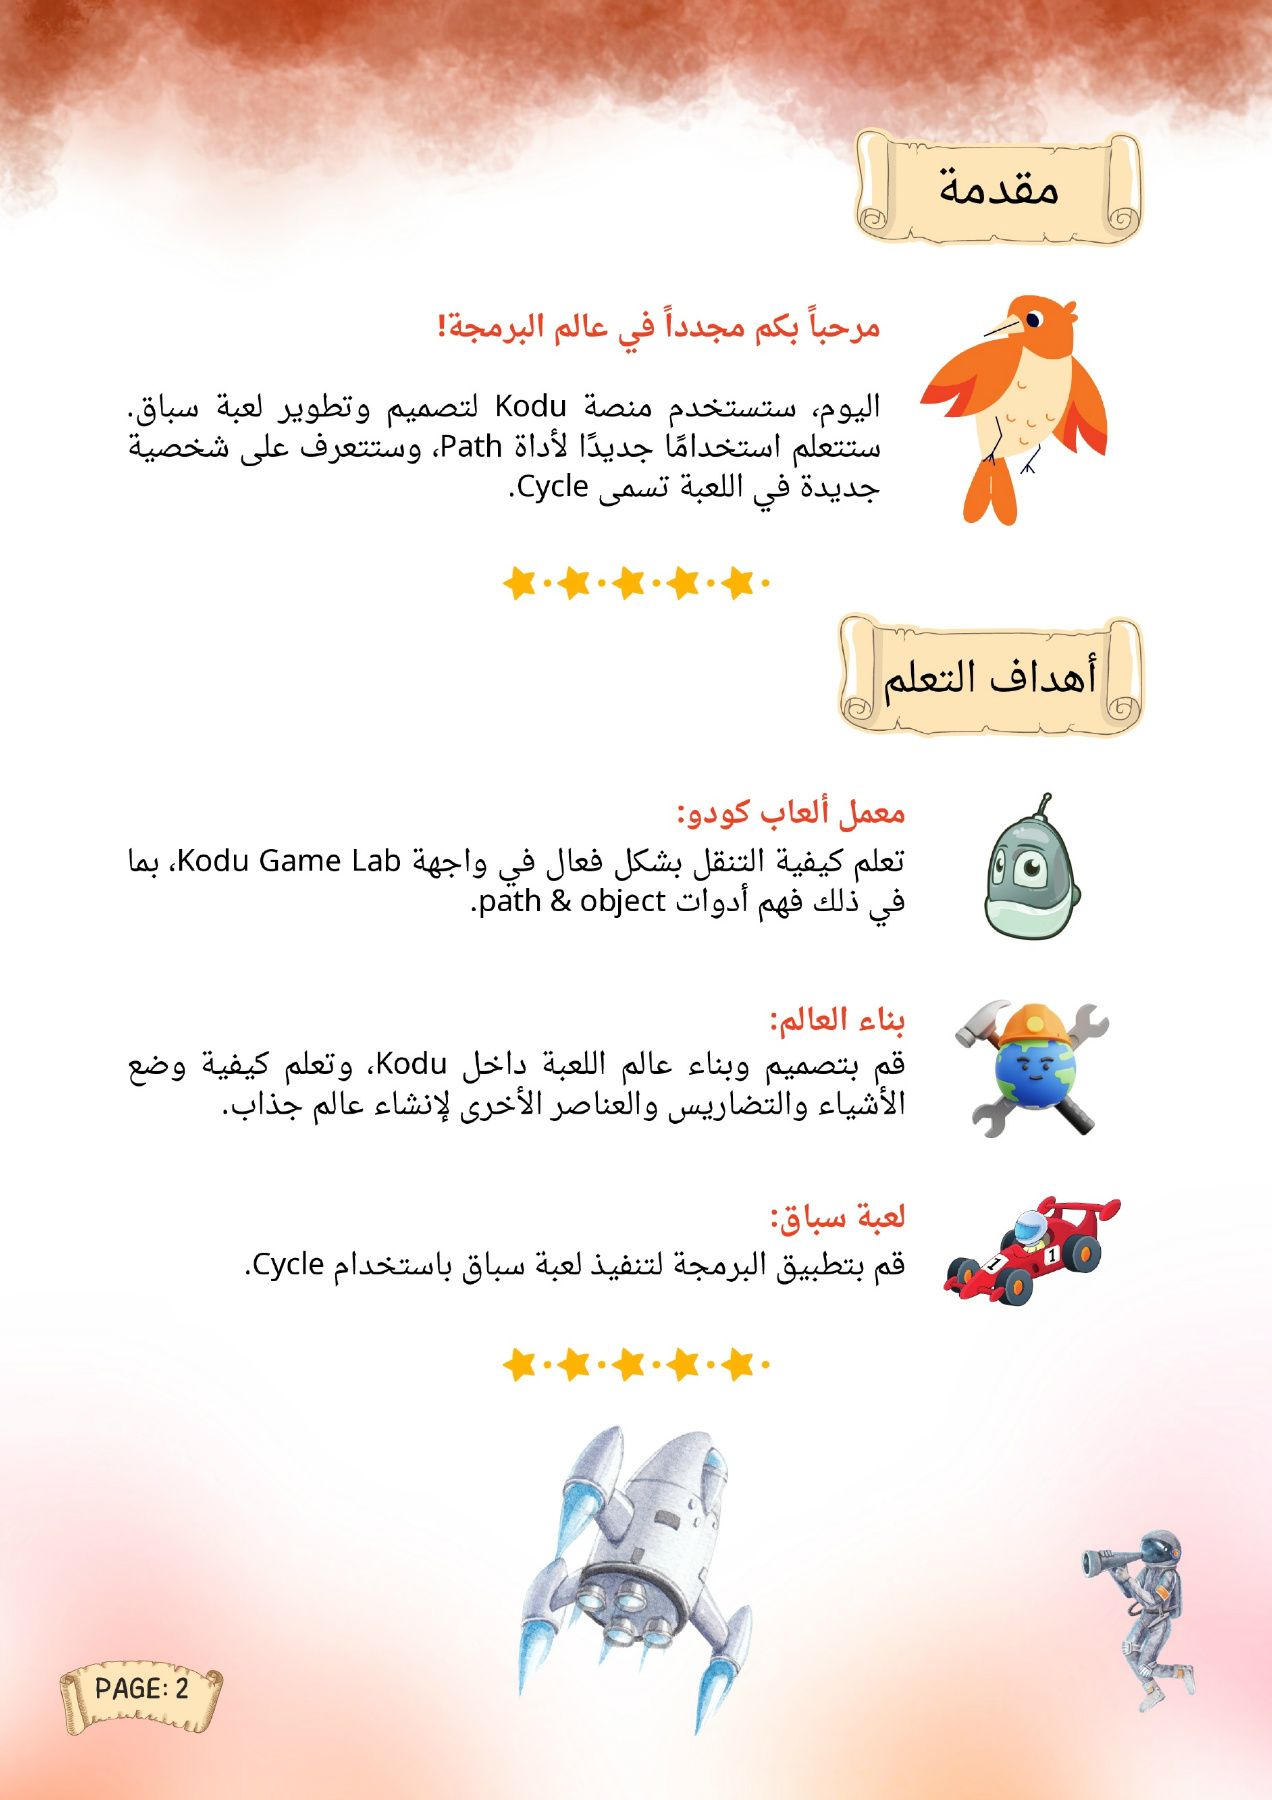 مقدمة
مرحباً بكم مجدداً في عالم البرمجة!
اليوم، ستستخدم منصة Kodu لتصميم وتطوير لعبة سباق.
ستتعلم استخدامًا جديدًا لأداة Path، وستتعرف على شخصية
جديدة في اللعبة تسمى Cycle.
أهداف التعلم
معمل ألعاب كودو:
تعلم كيفية التنقل بشكل فعال في واجهة Kodu Game Lab، بما
في ذلك فهم أدوات path & object.
بناء العالم:
قم بتصميم وبناء عالم اللعبة داخل Kodu، وتعلم كيفية وضع
الأشياء والتضاريس والعناصر الأخرى لإنشاء عالم جذاب.
لعبة سباق:
قم بتطبيق البرمجة لتنفيذ لعبة سباق باستخدام Cycle.
1
1
PAGE: 2